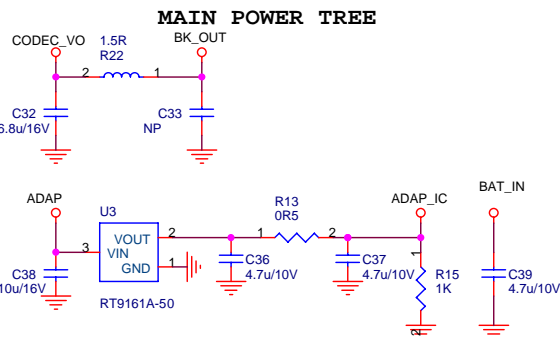 MAIN POWER TREE
CODEC_VO
1.5R
R22
BK_OUT
2
1
C32
6.8u/16V
C33
NP
ADAP
U3
R13
0R5
ADAP_IC
BAT_IN
3
VOUT
VIN
GND
2
1
1
2
C38
10u/16V
RT9161A-50
C36
4.7u/10V
C37
4.7u/10V
1
R15
1K
2
C39
4.7u/10V